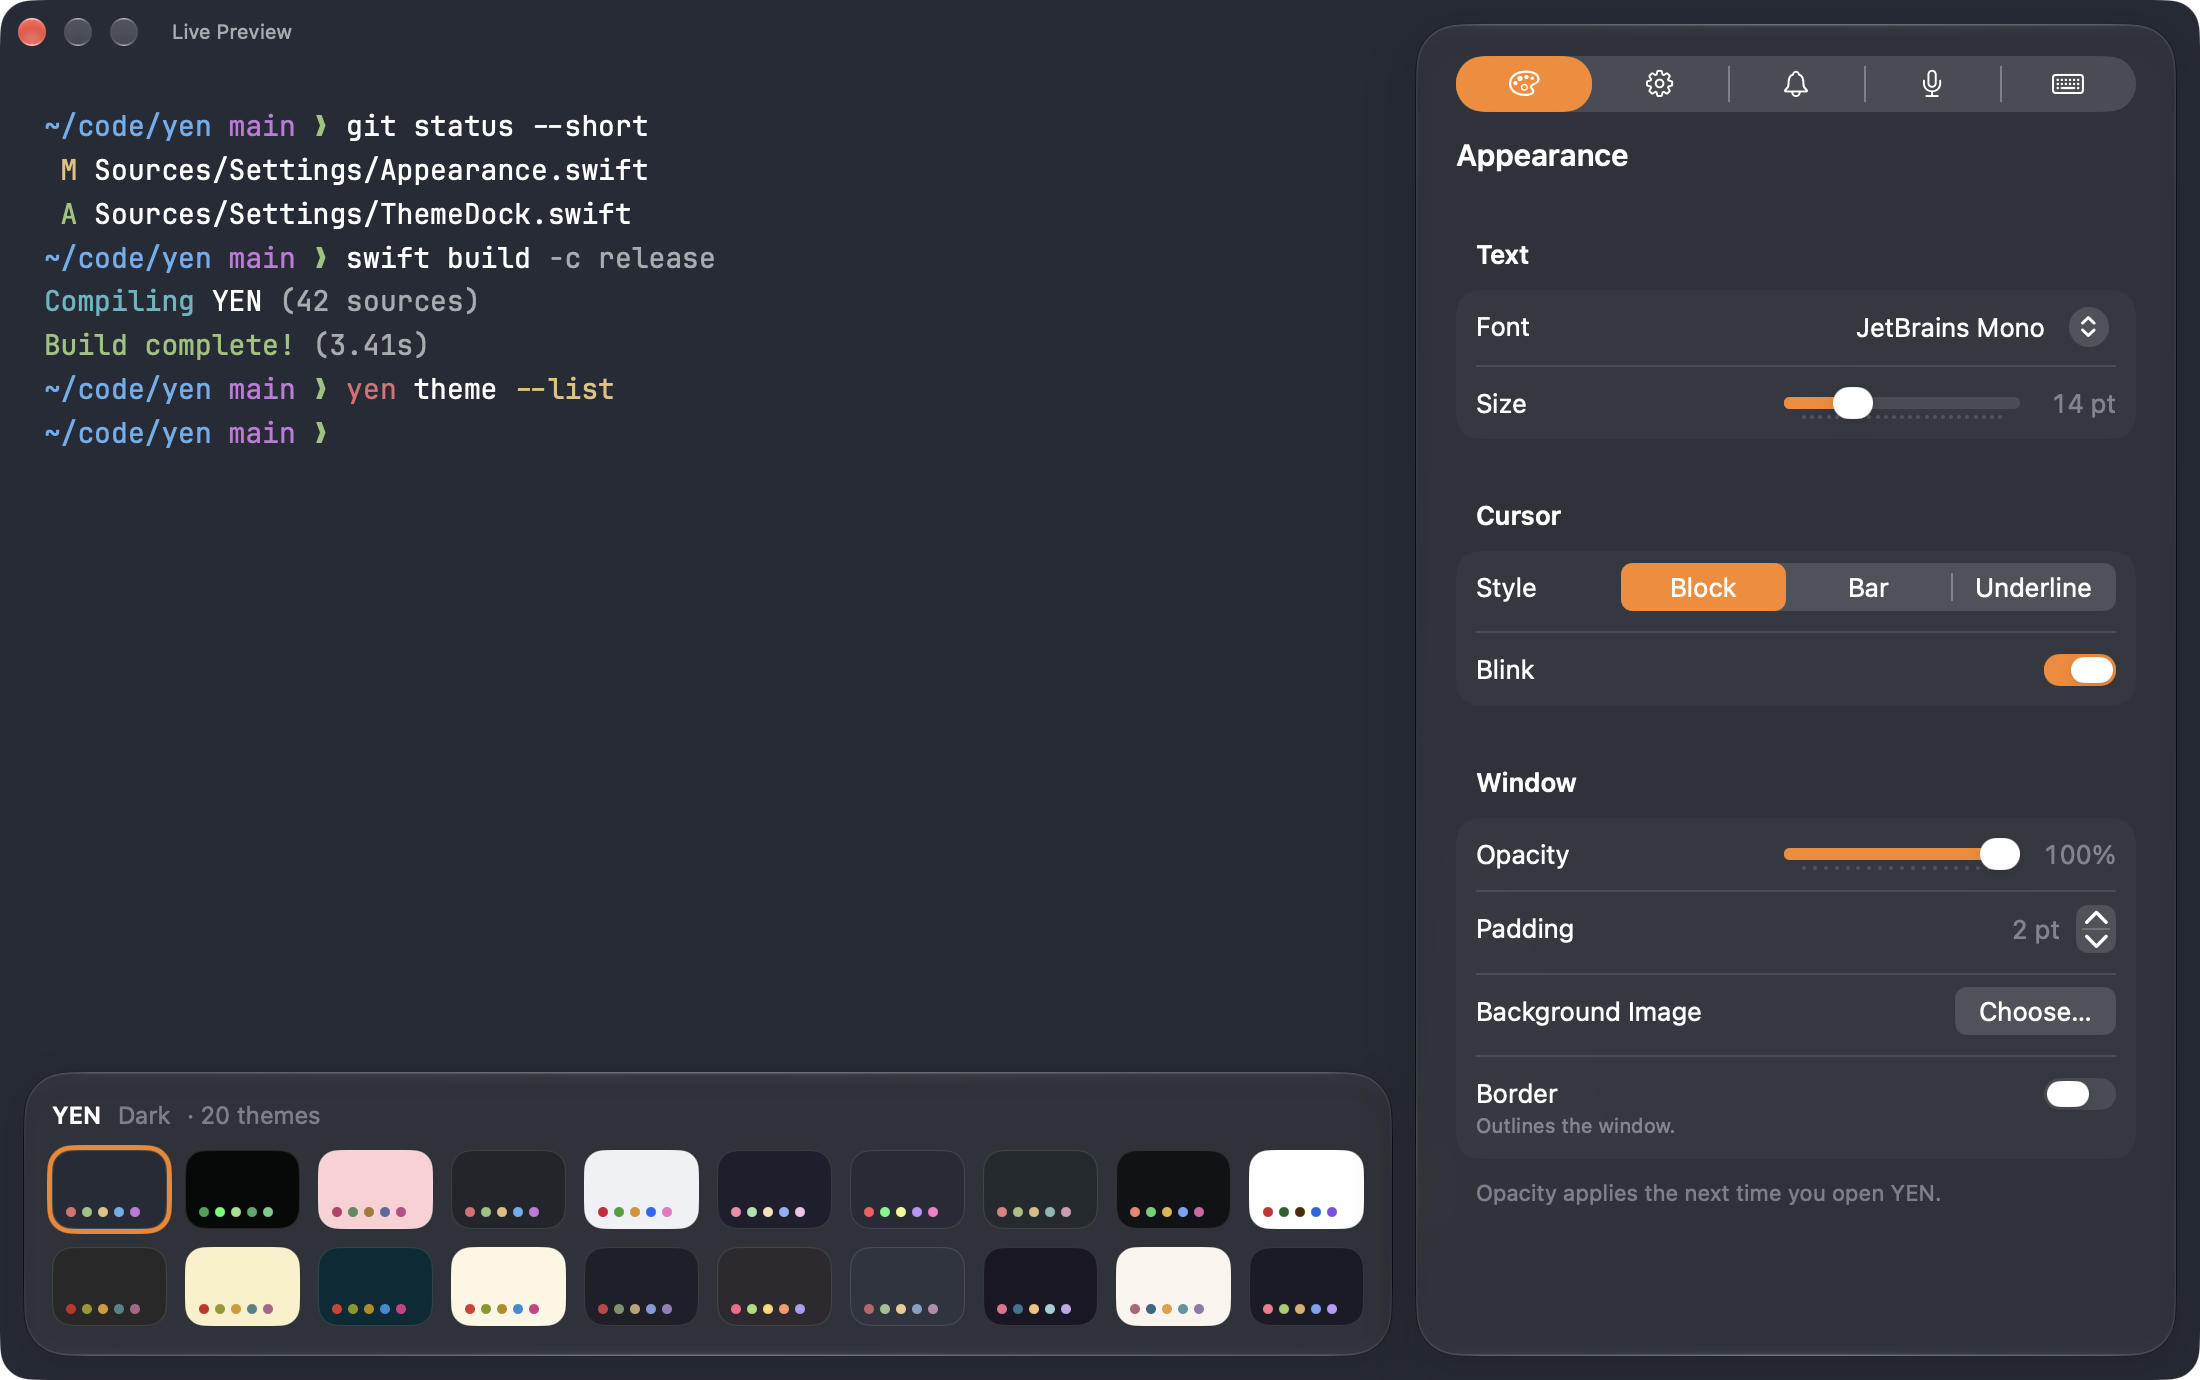 Live Preview
~/code/yen main ❱ git status --short
M Sources/Settings/Appearance.swift
A Sources/Settings/ThemeDock.swift
~/code/yen main ❱ swift build -c release
Compiling YEN (42 sources)
Build complete! (3.41s)
~/code/yen main ❱ yen theme --list
~/code/yen main ❱
YEN Dark · 20 themes
Appearance
Text
Font JetBrains Mono
Size 14 pt
Cursor
Style Block Bar Underline
Blink
Window
Opacity 100%
Padding 2 pt
Background Image Choose...
Border
Outlines the window.
Opacity applies the next time you open YEN.